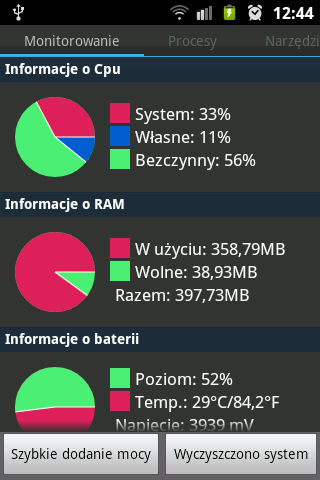 12:44
Monitorowanie
Procesy
Narzędzi
Informacje o Cpu
System: 33%
Własne: 11%
Bezczynny: 56%
Informacje o RAM
W użyciu: 358,79MB
Wolne: 38,93MB
Razem: 397,73MB
Informacje o baterii
Poziom: 52%
Temp.: 29°C/84,2°F
Napięcie: 3939 mV
Szybkie dodanie mocy
Wyczyszczono system